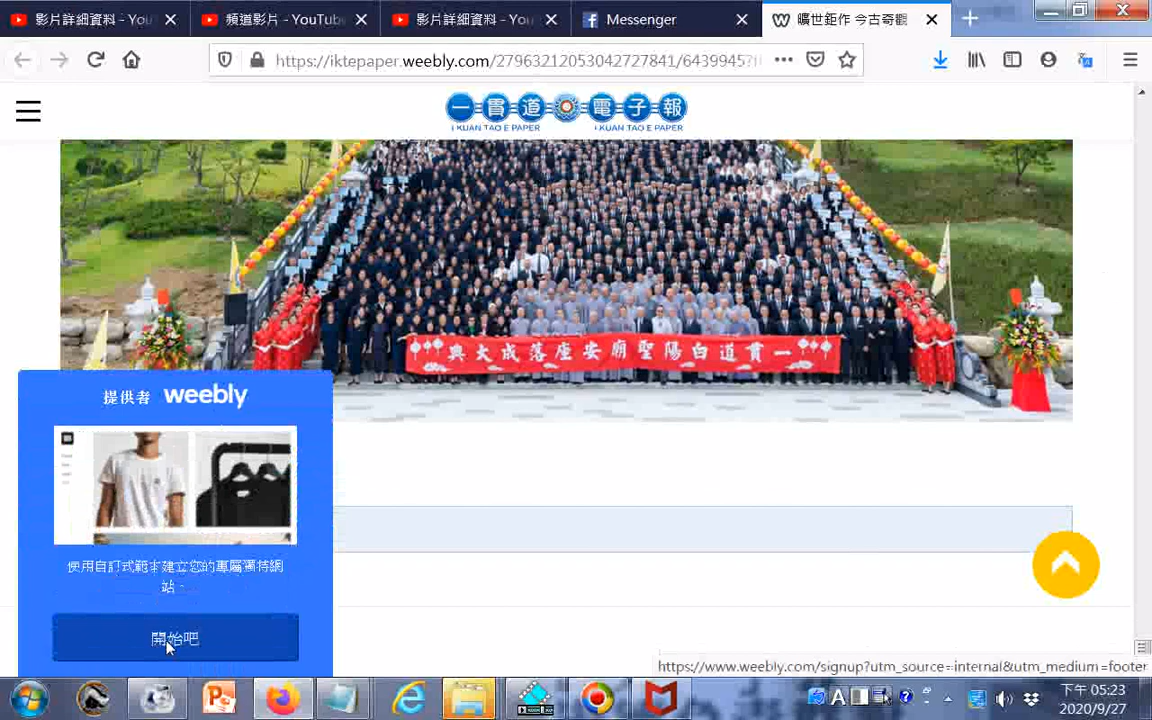 影片詳細資料 - You
頻道影片 - YouTube
影片詳細資料 - You
Messenger
曠世鉅作 今古奇觀
https://iktepaper.weebly.com/27963212053042727841/6439945?f
一貫道電子報
I KUAN TAO E PAPER I.KUAN TAO E PAPER
興大典成落座安廟聖陽白道貫一
提供者 weebly
使用自訂式範本建立您的專屬獨特網
站。
開始吧
https://www.weebly.com/signup?utm_source=internal&utm_medium=footer
下午 05:23
2020/9/27